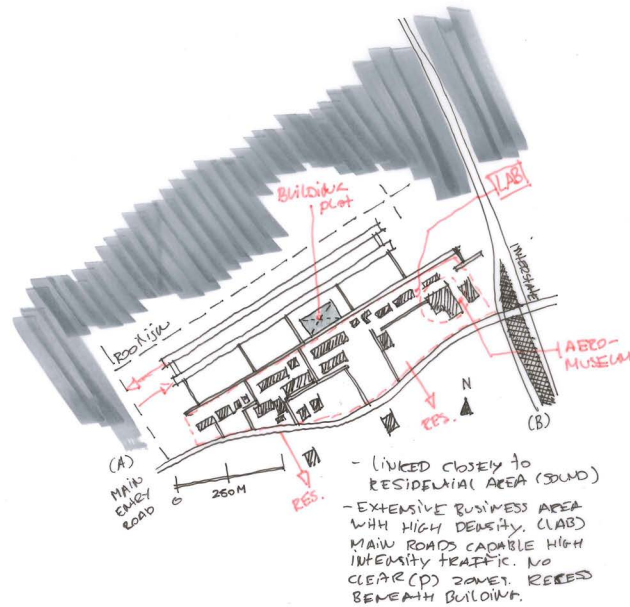 BUILDING
PLOT
LAB
INTERSTATE
AERO-
MUSEUM
N
RES.
(B)
(A)
MAIN
ENTRY
ROAD
0
250M
RES.
- LINKED CLOSELY TO
RESIDENTIAL AREA (SOUND)
- EXTENSIVE BUSINESS AREA
WITH HIGH DENSITY. (LAB)
MAIN ROADS CAPABLE HIGH
INTENSITY TRAFFIC. NO
CLEAR (P) ZONES.
BENEATH BUILDING.